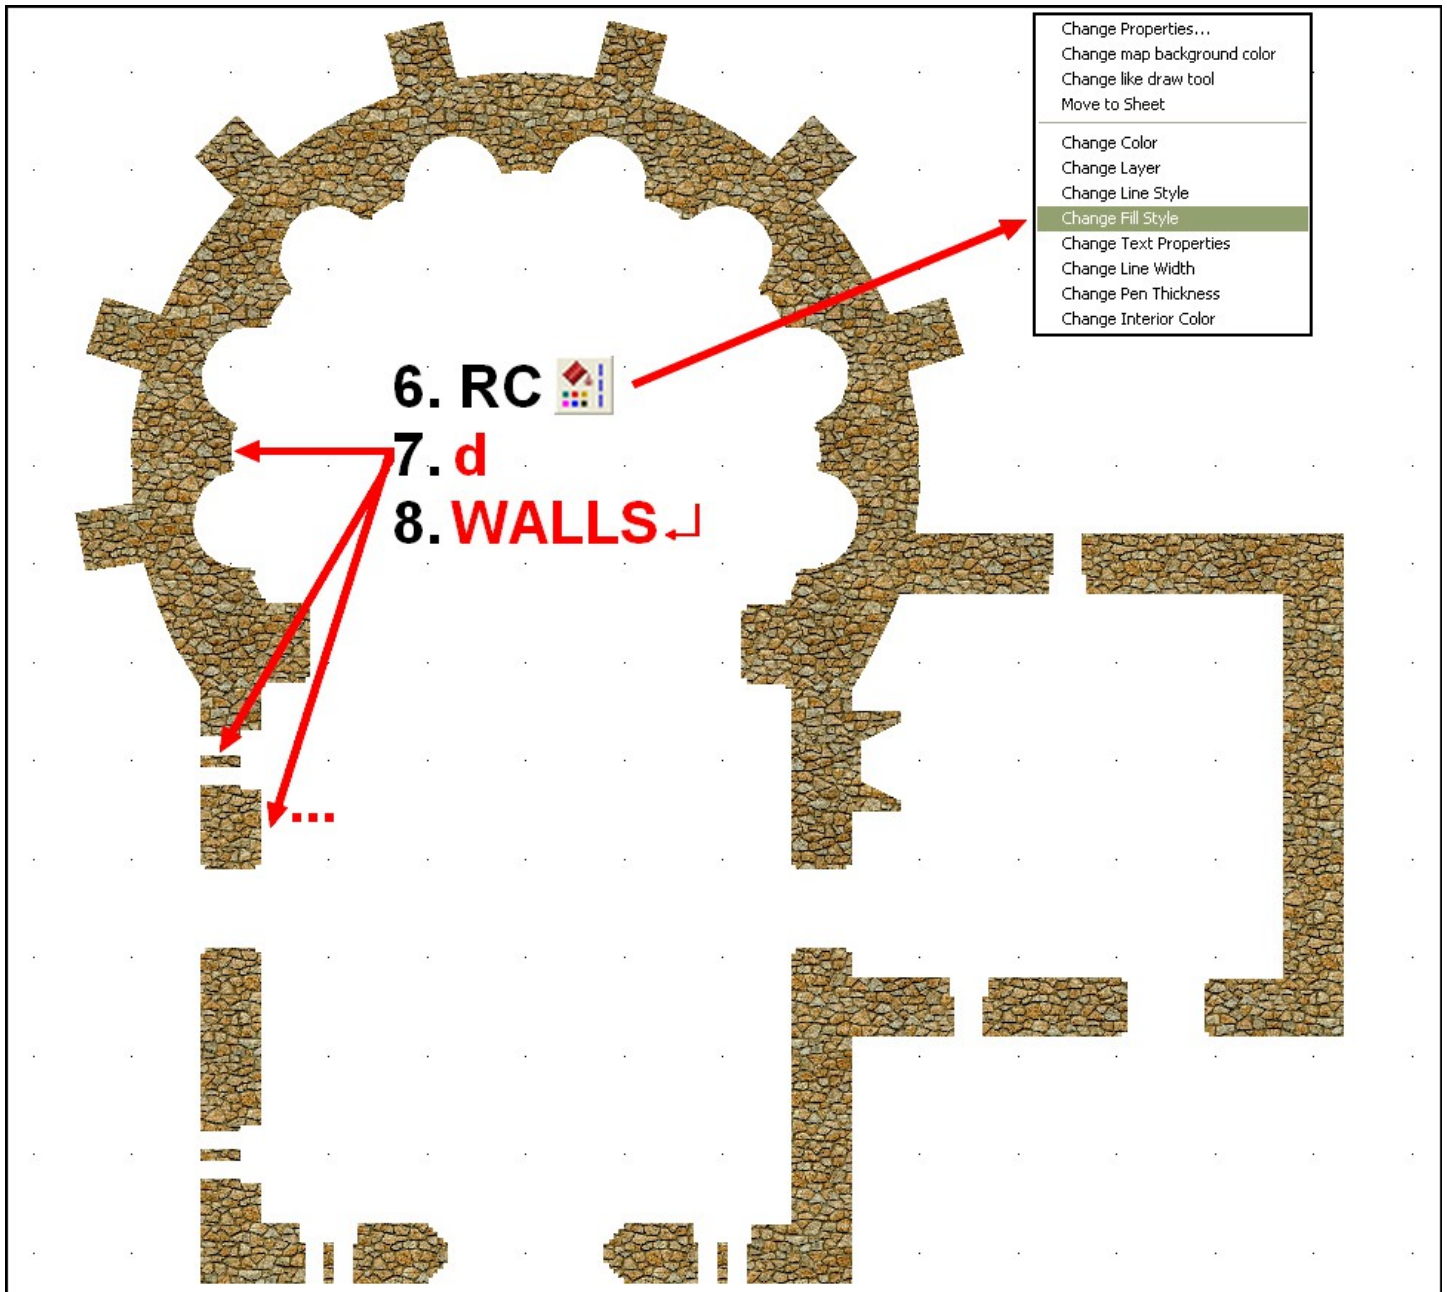 Change Properties...
Change map background color
Change like draw tool
Move to Sheet
Change Color
Change Layer
Change Line Style
Change Fill Style
Change Text Properties
Change Line Width
Change Pen Thickness
Change Interior Color
6. RC
7. d
8. WALLS↵
...